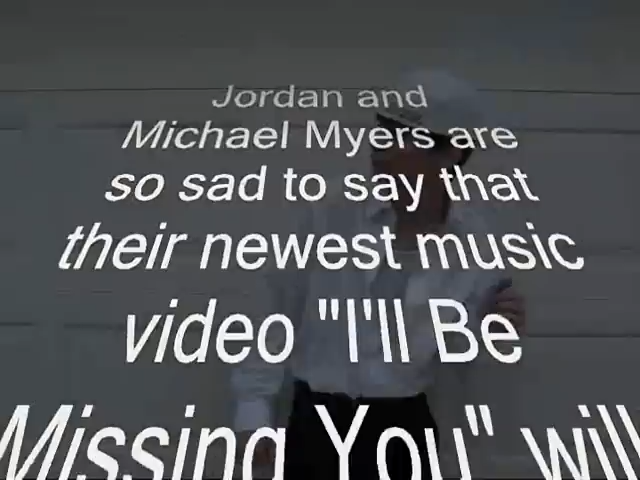 Jordan and
Michael Myers are
so sad to say that
their newest music
video "I'll Be
Missing You" will